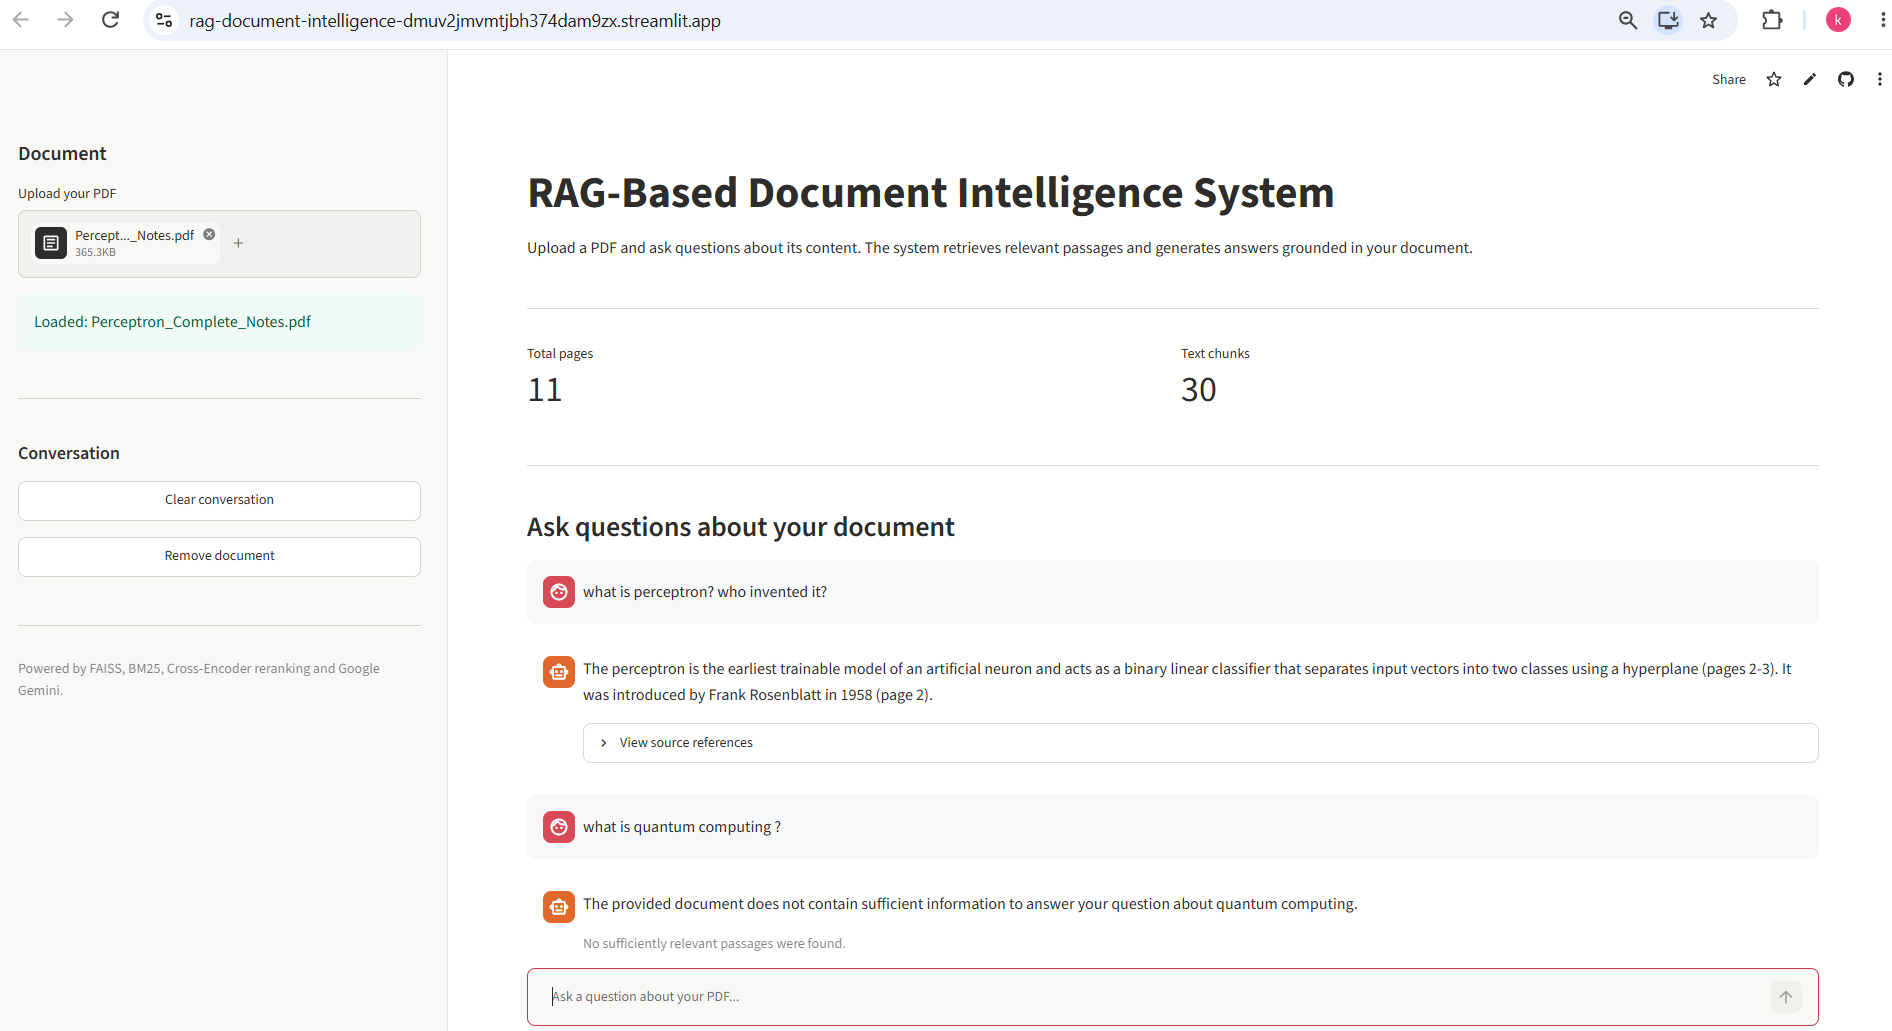 rag-document-intelligence-dmuv2jmvmtjbh374dam9zx.streamlit.app
k
Share
Document
Upload your PDF
Percept..._Notes.pdf
365.3KB
Loaded: Perceptron_Complete_Notes.pdf
Conversation
Clear conversation
Remove document
Powered by FAISS, BM25, Cross-Encoder reranking and Google
Gemini.
RAG-Based Document Intelligence System
Upload a PDF and ask questions about its content. The system retrieves relevant passages and generates answers grounded in your document.
Total pages
11
Text chunks
30
Ask questions about your document
what is perceptron? who invented it?
The perceptron is the earliest trainable model of an artificial neuron and acts as a binary linear classifier that separates input vectors into two classes using a hyperplane (pages 2-3). It
was introduced by Frank Rosenblatt in 1958 (page 2).
View source references
what is quantum computing ?
The provided document does not contain sufficient information to answer your question about quantum computing.
No sufficiently relevant passages were found.
Ask a question about your PDF...